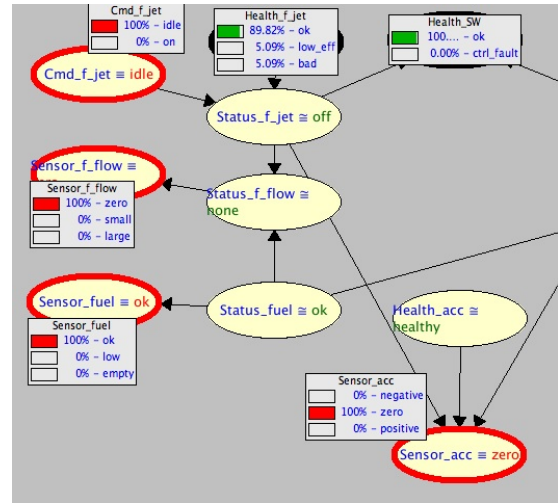 Cmd_f_jet
100% - idle
0% - on
Health_f_jet
89.82% - ok
5.09% - low_eff
5.09% - bad
Health_SW
100.... - ok
0.00% - ctrl_fault
Cmd_f_jet ≡ idle
Status_f_jet ≅ off
Sensor_f_flow ≡
Sensor_f_flow
100% - zero
0% - small
0% - large
Status_f_flow ≅
none
Sensor_fuel ≡ ok
Status_fuel ≅ ok
Health_acc ≅
healthy
Sensor_fuel
100% - ok
0% - low
0% - empty
Sensor_acc
0% - negative
100% - zero
0% - positive
Sensor_acc ≡ zero